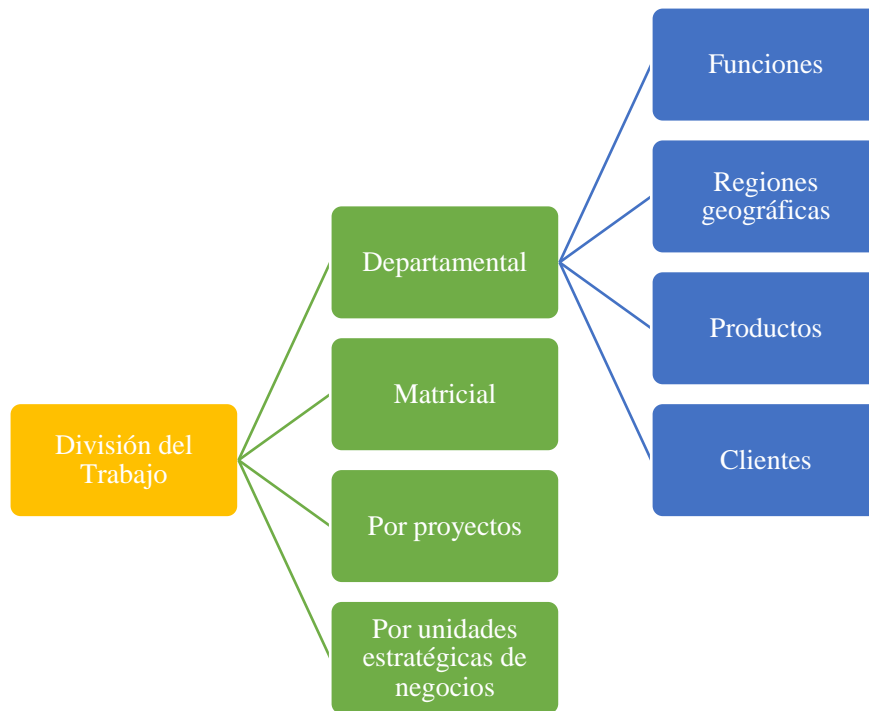 División del
Trabajo
Departamental
Matricial
Por proyectos
Por unidades
estratégicas de
negocios
Funciones
Regiones
geográficas
Productos
Clientes